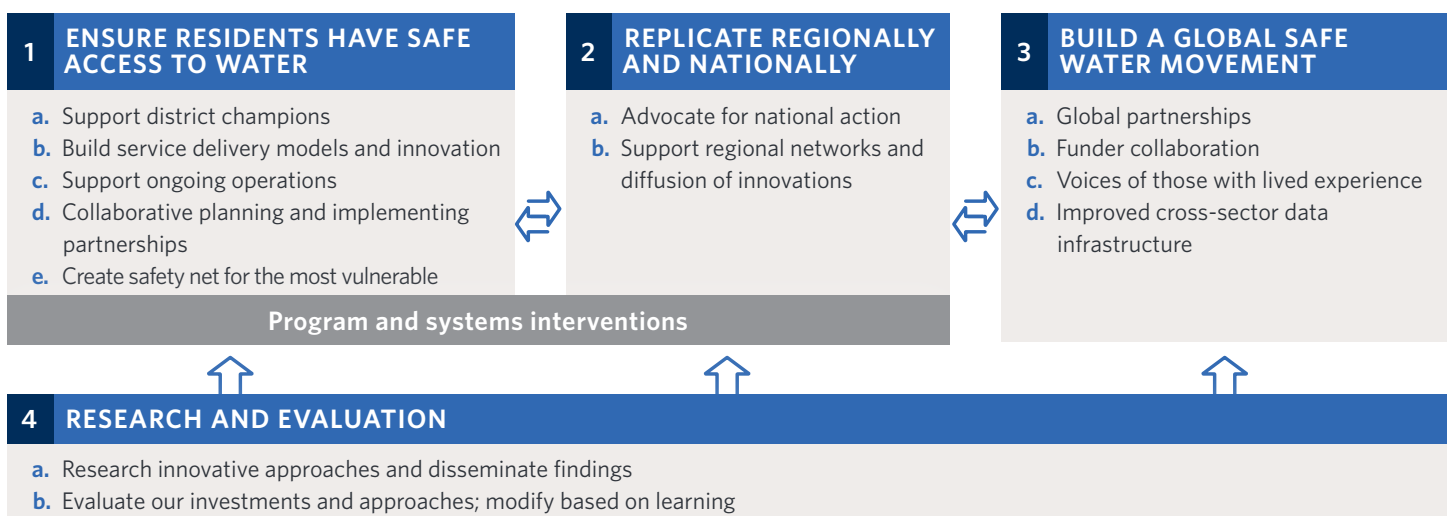 1
ENSURE RESIDENTS HAVE SAFE
ACCESS TO WATER
a. Support district champions
b. Build service delivery models and innovation
c. Support ongoing operations
d. Collaborative planning and implementing
partnerships
e. Create safety net for the most vulnerable
2
REPLICATE REGIONALLY
AND NATIONALLY
a. Advocate for national action
b. Support regional networks and
diffusion of innovations
Program and systems interventions
3
BUILD A GLOBAL SAFE
WATER MOVEMENT
a. Global partnerships
b. Funder collaboration
c. Voices of those with lived experience
d. Improved cross-sector data
infrastructure
4 RESEARCH AND EVALUATION
a. Research innovative approaches and disseminate findings
b. Evaluate our investments and approaches; modify based on learning